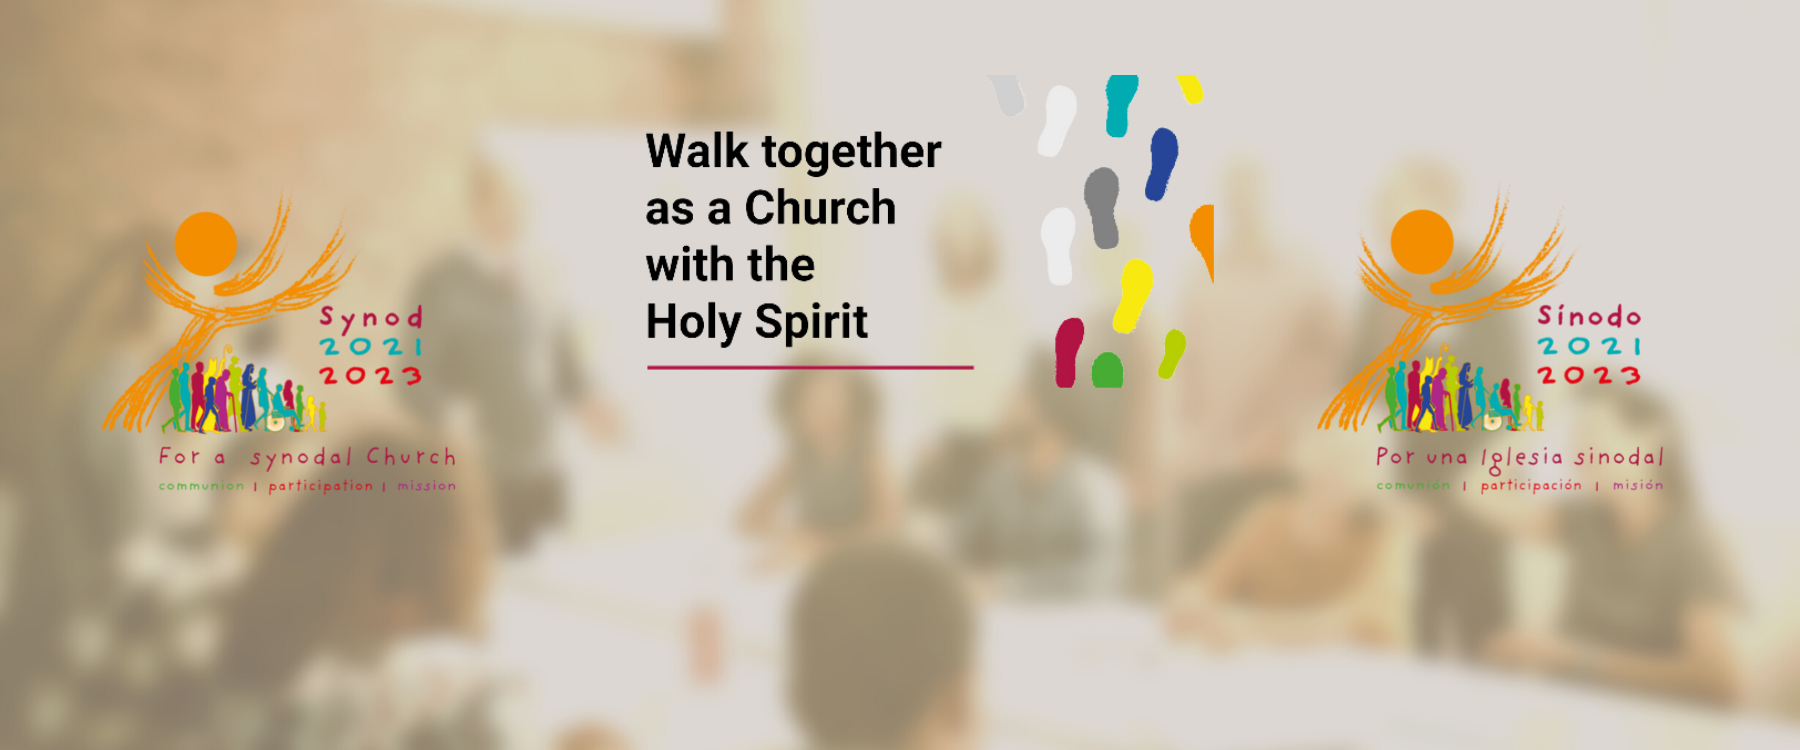 Walk together
as a Church
with the
Holy Spirit
Synod
2021
2023
For a synodal Church
communion | participation | mission
Sínodo
2021
2023
Por una Iglesia sinodal
comunión | participación | misión